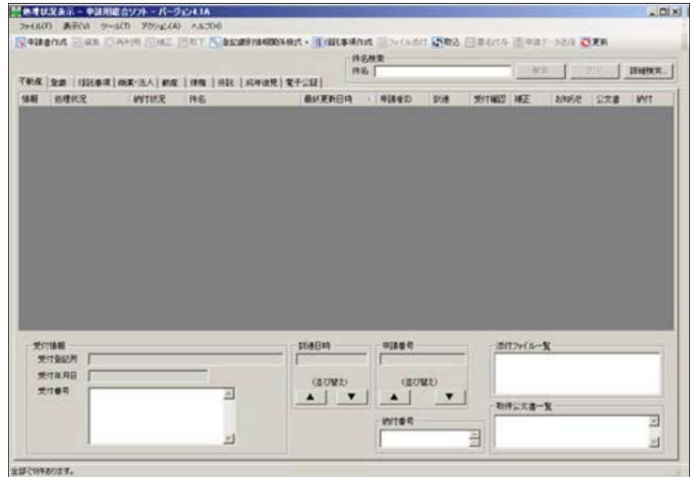 処理状況表示 - 申請用総合ソフト - バージョン4.1A
ファイル(F) 表示(V) ツール(T) アクション(A) ヘルプ(H)
申請書作成 編集 再利用 補正 取下 登記識別情報関係様式 信託事項作成 ファイル添付 取込 署名付与 申請データ送信 更新
件名検索
件名 検索 クリア 詳細検索...
不動産 登録 信託事項 商業・法人 動産 債権 供託 成年後見 電子公証
情報 処理状況 納付状況 件名 最終更新日時 申請者ID 到達 受付確認 補正 お知らせ 公文書 納付
受付情報 到達日時 申請番号 添付ファイル一覧
受付登記所
受付年月日
受付番号
(並び替え) (並び替え)
▲ ▼ ▲ ▼
取得公文書一覧
納付番号